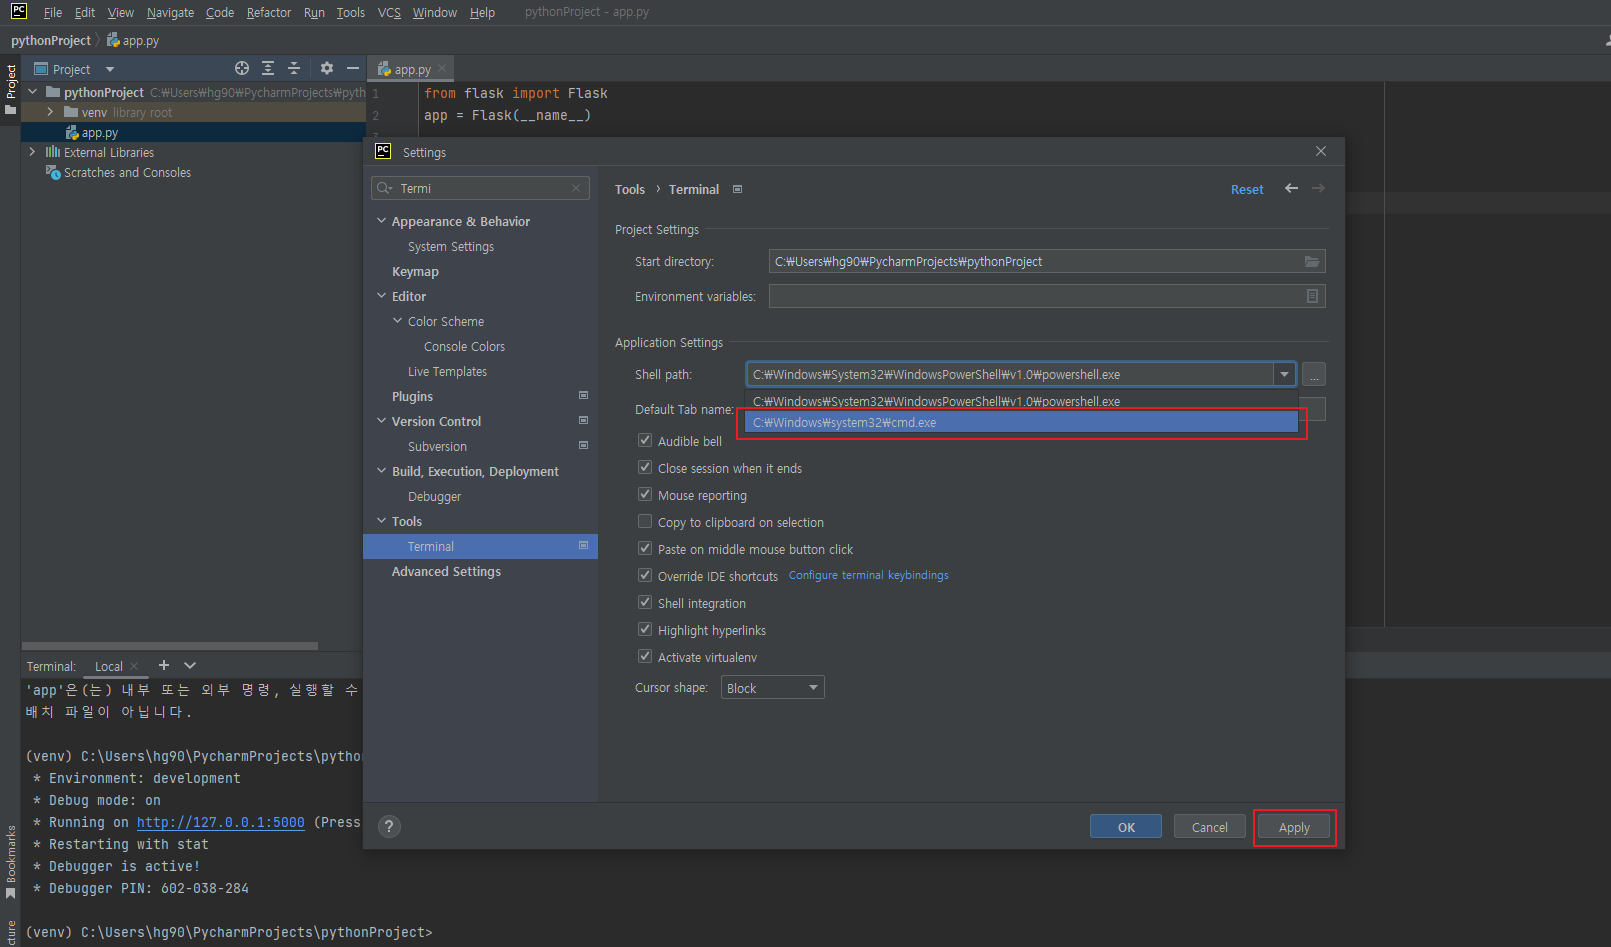 PC File Edit View Navigate Code Refactor Run Tools VCS Window Help pythonProject - app.py
pythonProject app.py
Project
Project
app.py
pythonProject C:₩Users₩hg90₩PycharmProjects₩pyth
venv library root
app.py
External Libraries
Scratches and Consoles
1 from flask import Flask
2 app = Flask(__name__)
3
PC Settings
Termi
Appearance & Behavior
System Settings
Keymap
Editor
Color Scheme
Console Colors
Live Templates
Plugins
Version Control
Subversion
Build, Execution, Deployment
Debugger
Tools
Terminal
Advanced Settings
Tools › Terminal
Reset
Project Settings
Start directory: C:₩Users₩hg90₩PycharmProjects₩pythonProject
Environment variables:
Application Settings
Shell path: C:₩Windows₩System32₩WindowsPowerShell₩v1.0₩powershell.exe ...
C:₩Windows₩System32₩WindowsPowerShell₩v1.0₩powershell.exe
Default Tab name:
C:₩Windows₩system32₩cmd.exe
Audible bell
Close session when it ends
Mouse reporting
Copy to clipboard on selection
Paste on middle mouse button click
Override IDE shortcuts Configure terminal keybindings
Shell integration
Highlight hyperlinks
Activate virtualenv
Cursor shape: Block
? OK Cancel Apply
Terminal: Local
'app'은(는) 내부 또는 외부 명령, 실행할 수
배치 파일이 아닙니다.
(venv) C:\Users\hg90\PycharmProjects\python
* Environment: development
* Debug mode: on
* Running on http://127.0.0.1:5000 (Press
* Restarting with stat
* Debugger is active!
* Debugger PIN: 602-038-284
(venv) C:\Users\hg90\PycharmProjects\pythonProject>
Bookmarks
cture